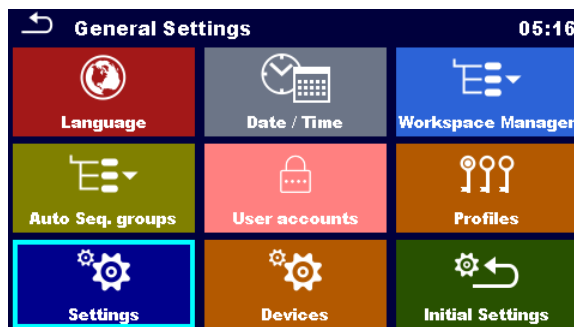 General Settings 05:16
Language Date / Time Workspace Manager
Auto Seq. groups User accounts Profiles
Settings Devices Initial Settings